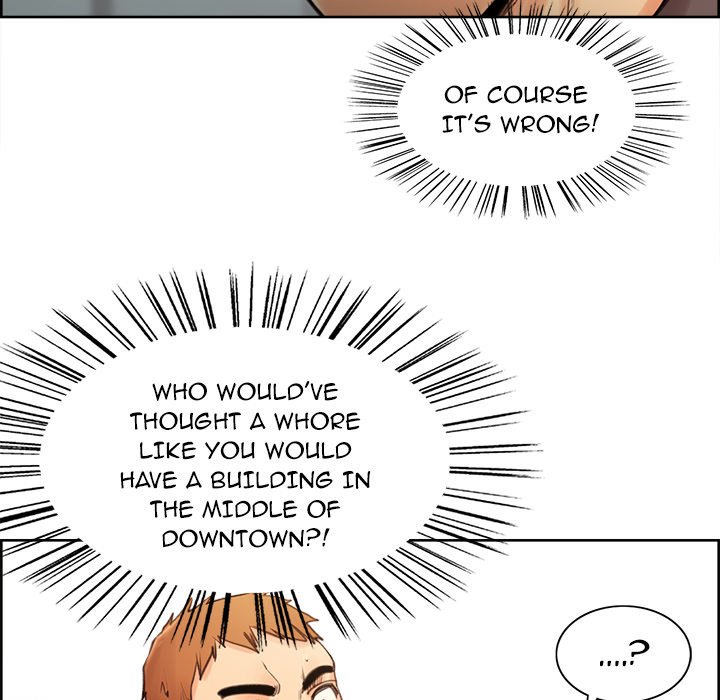 OF COURSE
IT'S WRONG!
WHO WOULD'VE
THOUGHT A WHORE
LIKE YOU WOULD
HAVE A BUILDING IN
THE MIDDLE OF
DOWNTOWN?!
.....?